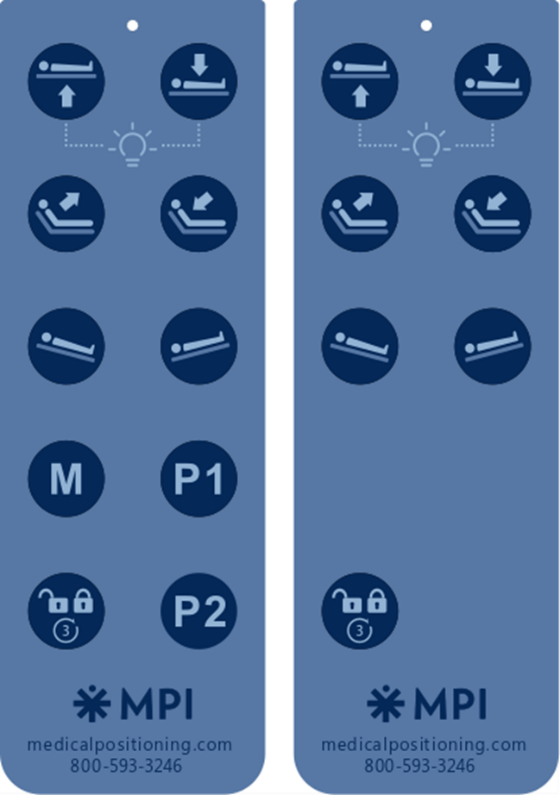 M P1
3 P2
MPI
medicalpositioning.com
800-593-3246
3
MPI
medicalpositioning.com
800-593-3246